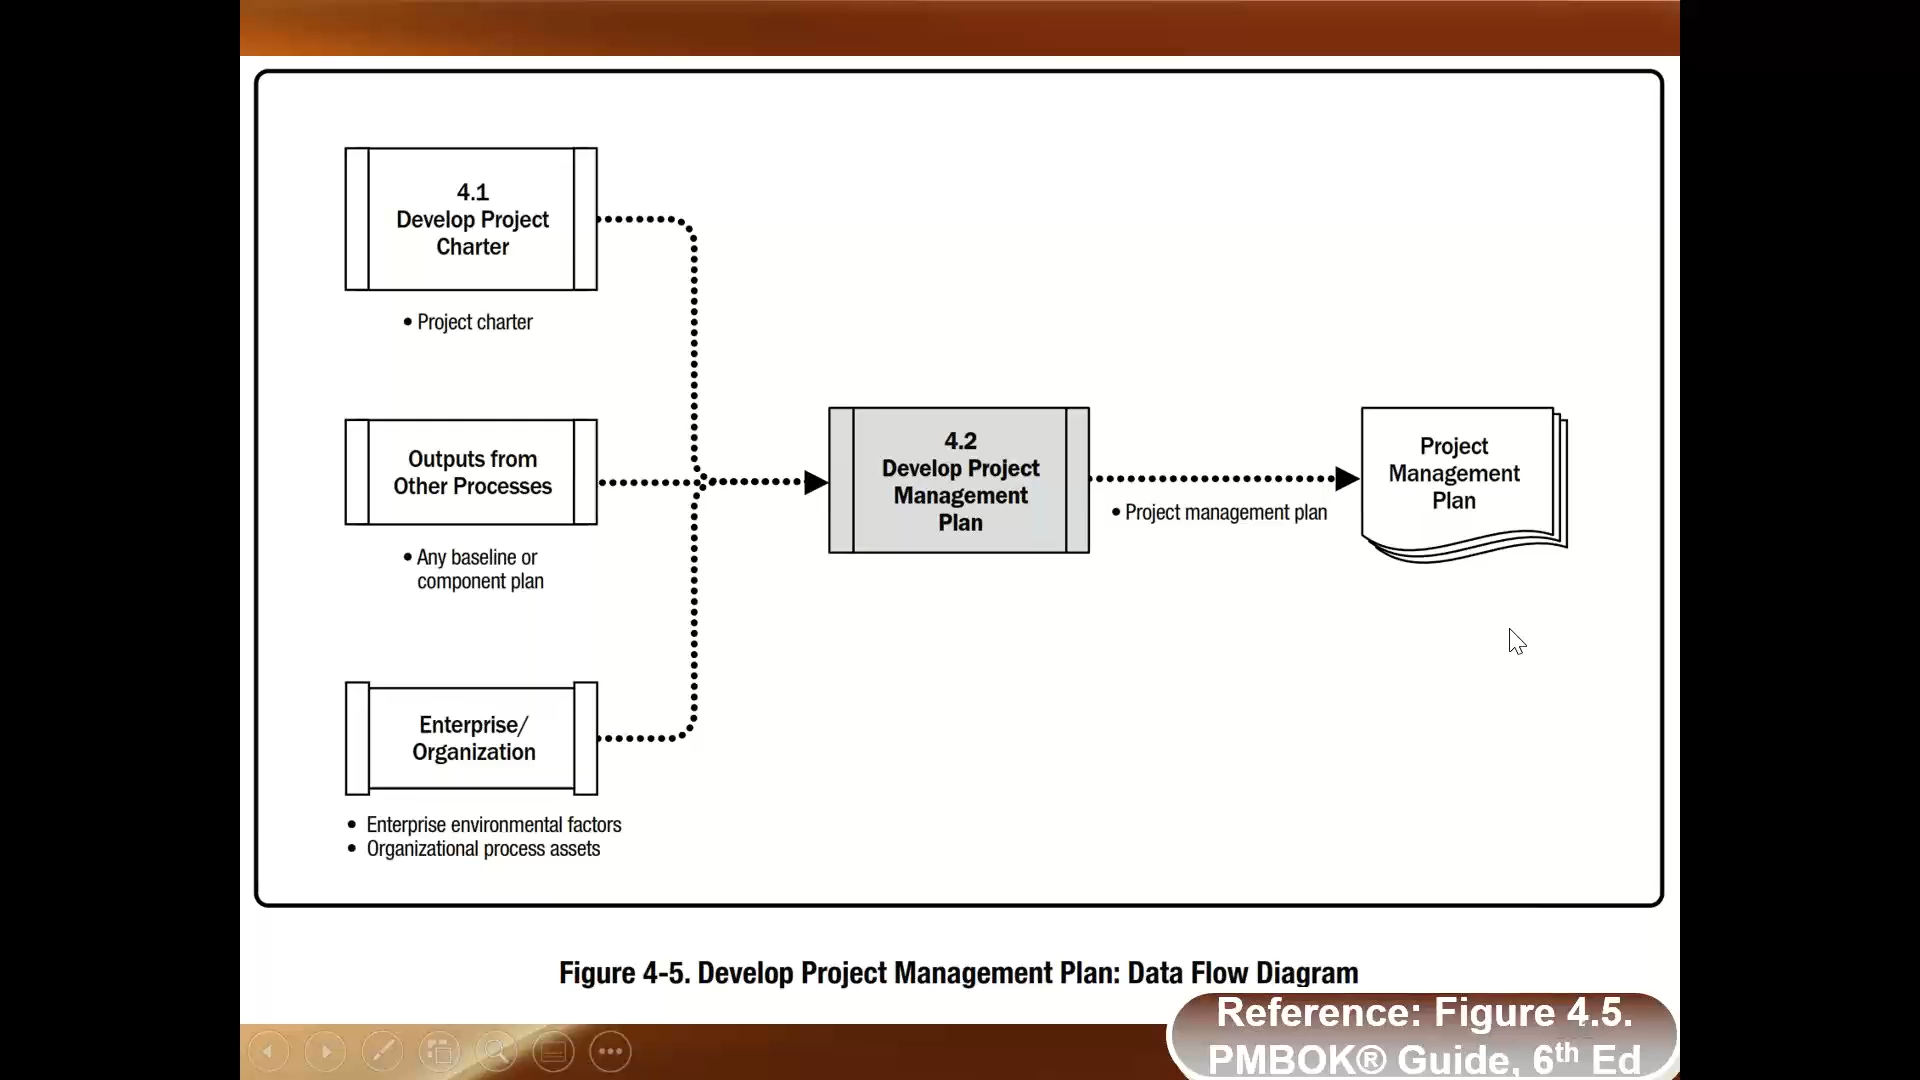 4.1
Develop Project
Charter
• Project charter
Outputs from
Other Processes
• Any baseline or
component plan
Enterprise/
Organization
• Enterprise environmental factors
• Organizational process assets
4.2
Develop Project
Management
Plan
• Project management plan
Project
Management
Plan
Figure 4-5. Develop Project Management Plan: Data Flow Diagram
Reference: Figure 4.5.
PMBOK® Guide, 6th Ed